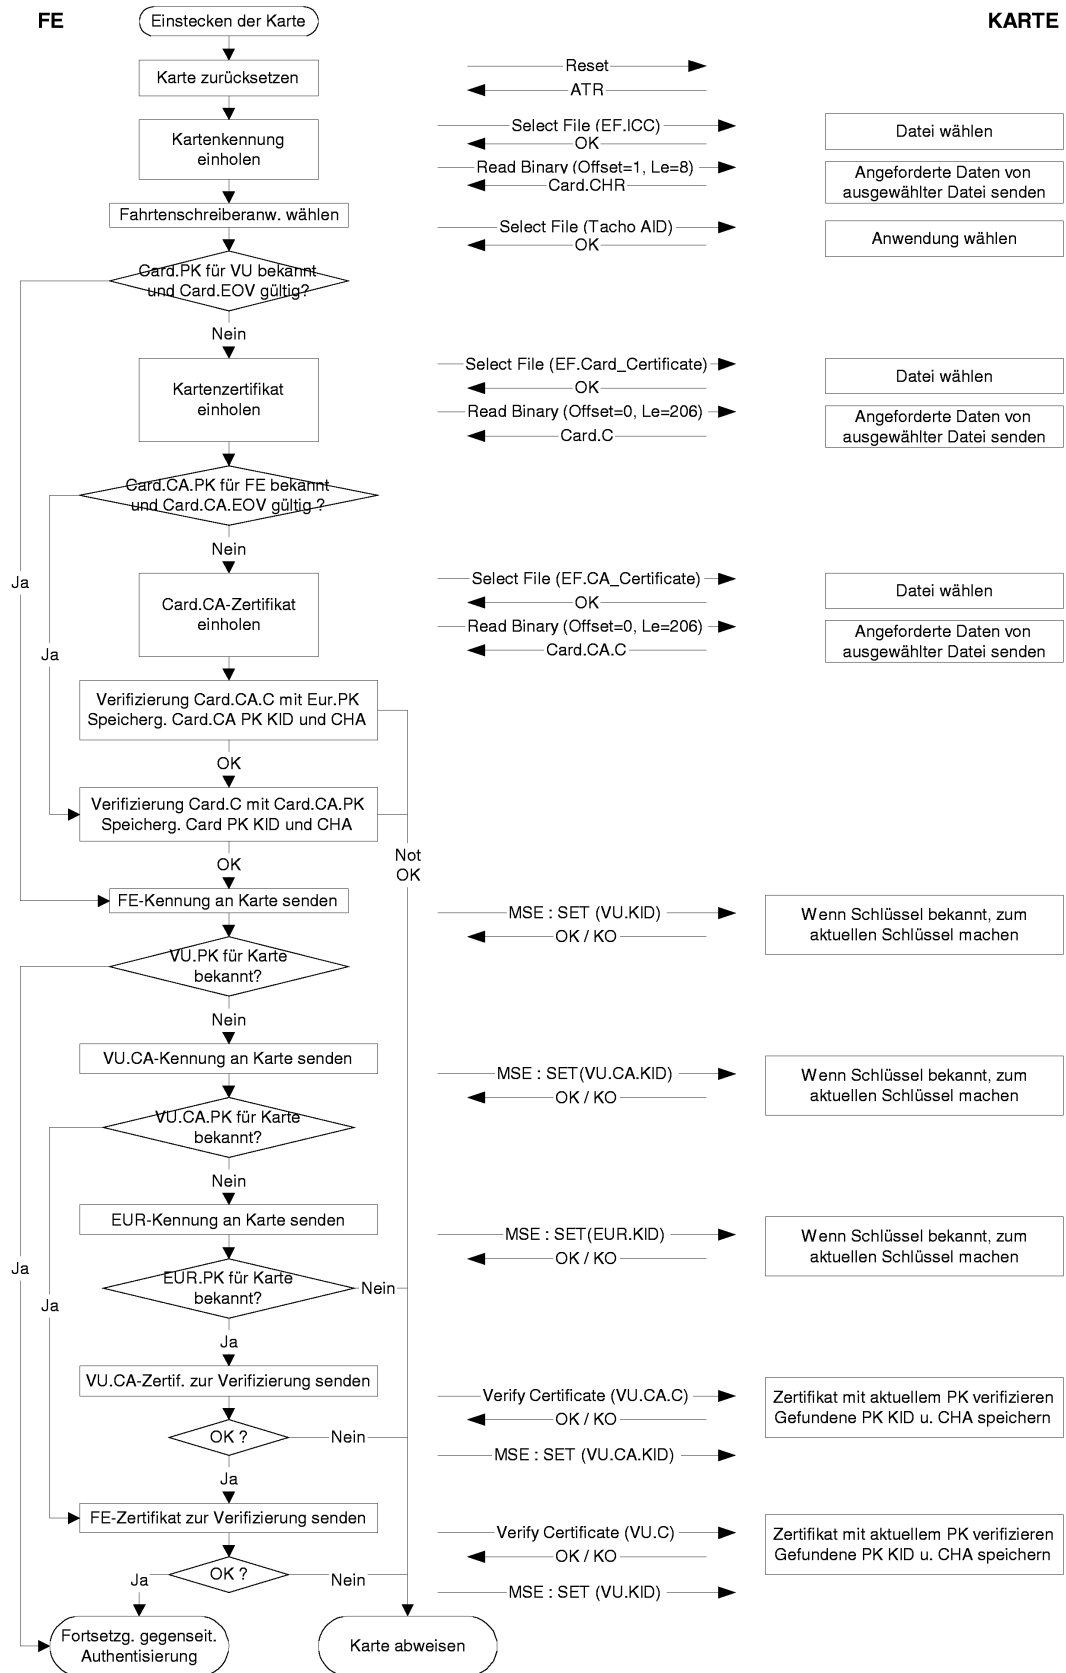 FE
Einstecken der Karte
KARTE
Karte zurücksetzen
Reset
ATR
Kartenkennung
einholen
Select File (EF.ICC)
OK
Datei wählen
Read Binary (Offset=1, Le=8)
Card.CHR
Angeforderte Daten von
ausgewählter Datei senden
Fahrtenschreiberanw. wählen
Select File (Tacho AID)
OK
Anwendung wählen
Card.PK für VU bekannt
und Card.EOV gültig?
Nein
Kartenzertifikat
einholen
Select File (EF.Card_Certificate)
OK
Datei wählen
Read Binary (Offset=0, Le=206)
Card.C
Angeforderte Daten von
ausgewählter Datei senden
Card.CA.PK für FE bekannt
und Card.CA.EOV gültig ?
Nein
Ja
Card.CA-Zertifikat
einholen
Select File (EF.CA_Certificate)
OK
Datei wählen
Read Binary (Offset=0, Le=206)
Card.CA.C
Angeforderte Daten von
ausgewählter Datei senden
Ja
Verifizierung Card.CA.C mit Eur.PK
Speicherg. Card.CA PK KID und CHA
OK
Verifizierung Card.C mit Card.CA.PK
Speicherg. Card PK KID und CHA
OK
Not
OK
FE-Kennung an Karte senden
MSE : SET (VU.KID)
OK / KO
Wenn Schlüssel bekannt, zum
aktuellen Schlüssel machen
VU.PK für Karte
bekannt?
Nein
VU.CA-Kennung an Karte senden
MSE : SET(VU.CA.KID)
OK / KO
Wenn Schlüssel bekannt, zum
aktuellen Schlüssel machen
VU.CA.PK für Karte
bekannt?
Nein
EUR-Kennung an Karte senden
MSE : SET(EUR.KID)
OK / KO
Wenn Schlüssel bekannt, zum
aktuellen Schlüssel machen
Ja
EUR.PK für Karte
bekannt?
Nein
Ja
Ja
VU.CA-Zertif. zur Verifizierung senden
Verify Certificate (VU.CA.C)
OK / KO
Zertifikat mit aktuellem PK verifizieren
Gefundene PK KID u. CHA speichern
OK ?
Nein
MSE : SET (VU.CA.KID)
Ja
FE-Zertifikat zur Verifizierung senden
Verify Certificate (VU.C)
OK / KO
Zertifikat mit aktuellem PK verifizieren
Gefundene PK KID u. CHA speichern
OK ?
Ja
Nein
MSE : SET (VU.KID)
Fortsetzg. gegenseit.
Authentisierung
Karte abweisen